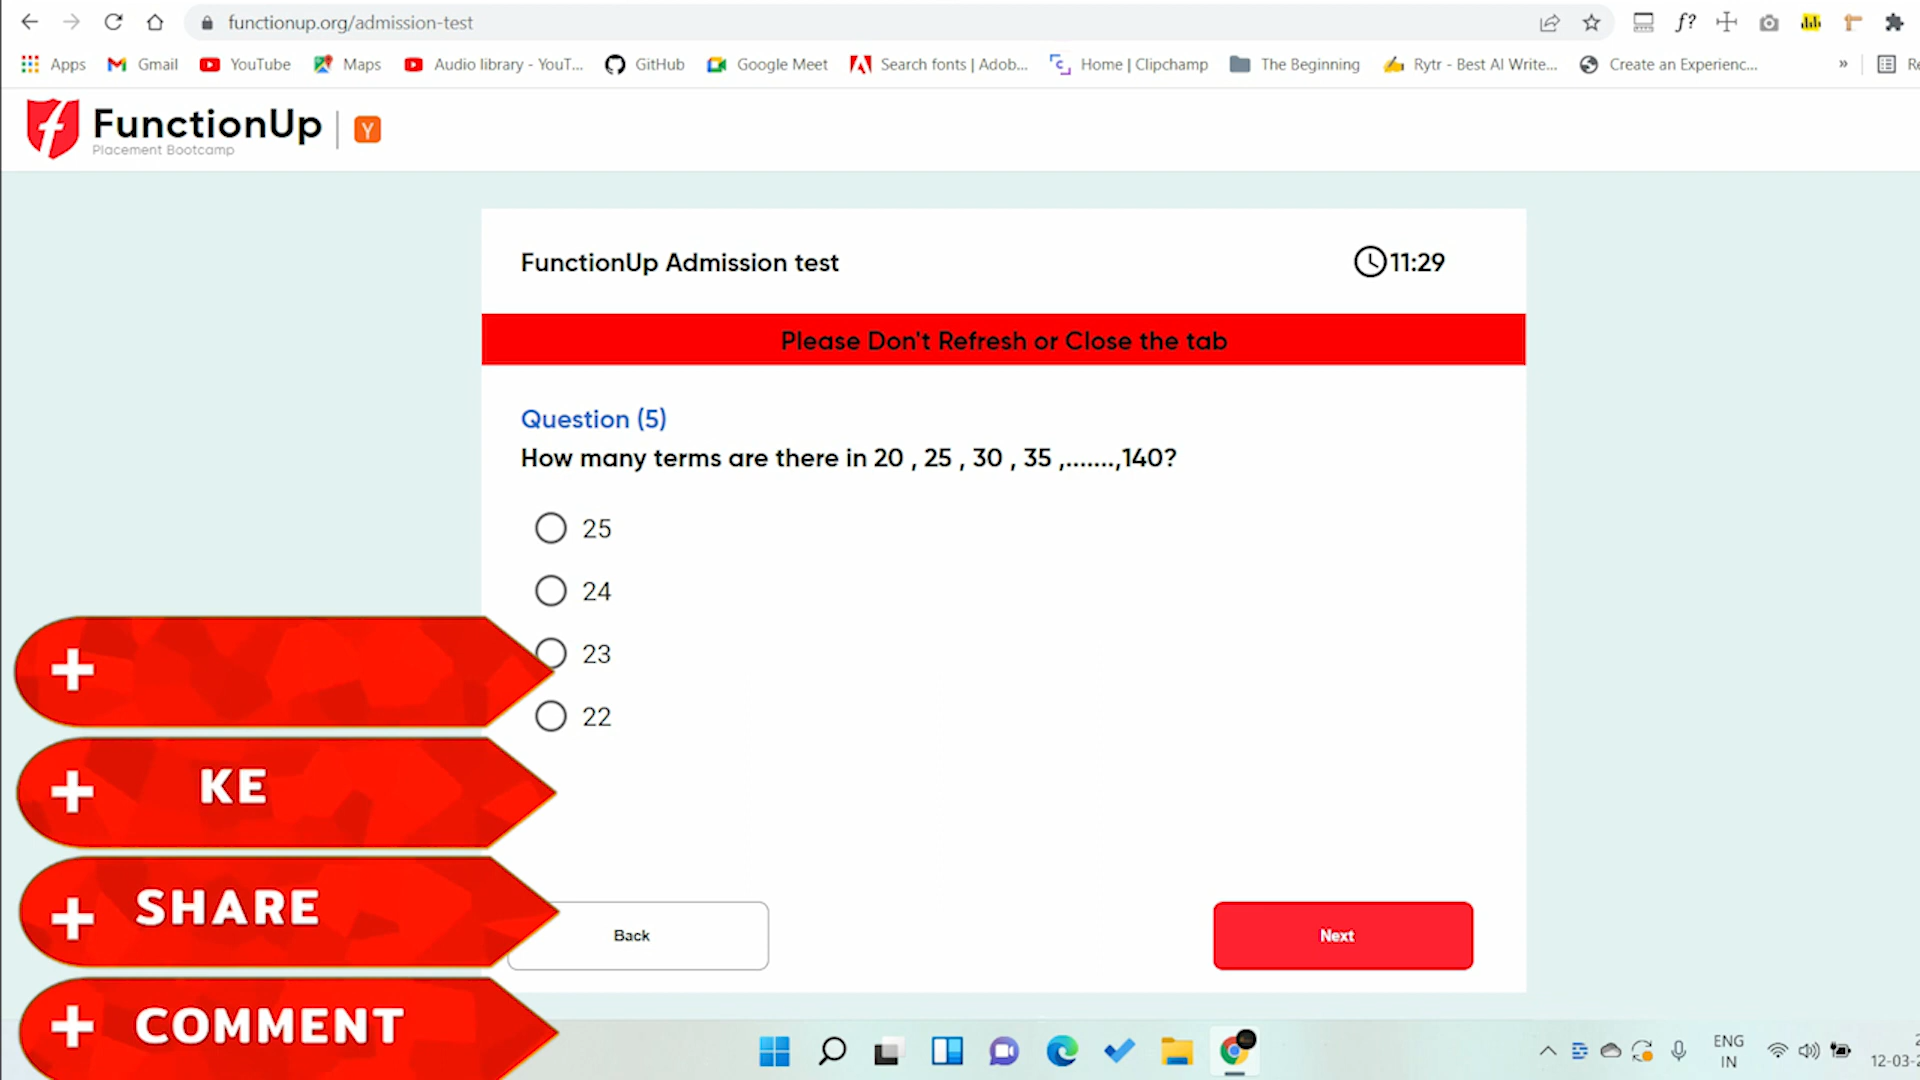 functionup.org/admission-test
f?
Apps Gmail YouTube Maps Audio library - YouT... GitHub Google Meet Search fonts | Adob... Home | Clipchamp The Beginning Rytr - Best AI Write... Create an Experienc... »
FunctionUp Y
Placement Bootcamp
FunctionUp Admission test 11:29
Please Don't Refresh or Close the tab
Question (5)
How many terms are there in 20 , 25 , 30 , 35 ,.......,140?
25
24
23
22
KE
SHARE
COMMENT
Back Next
ENG
IN
12-03-